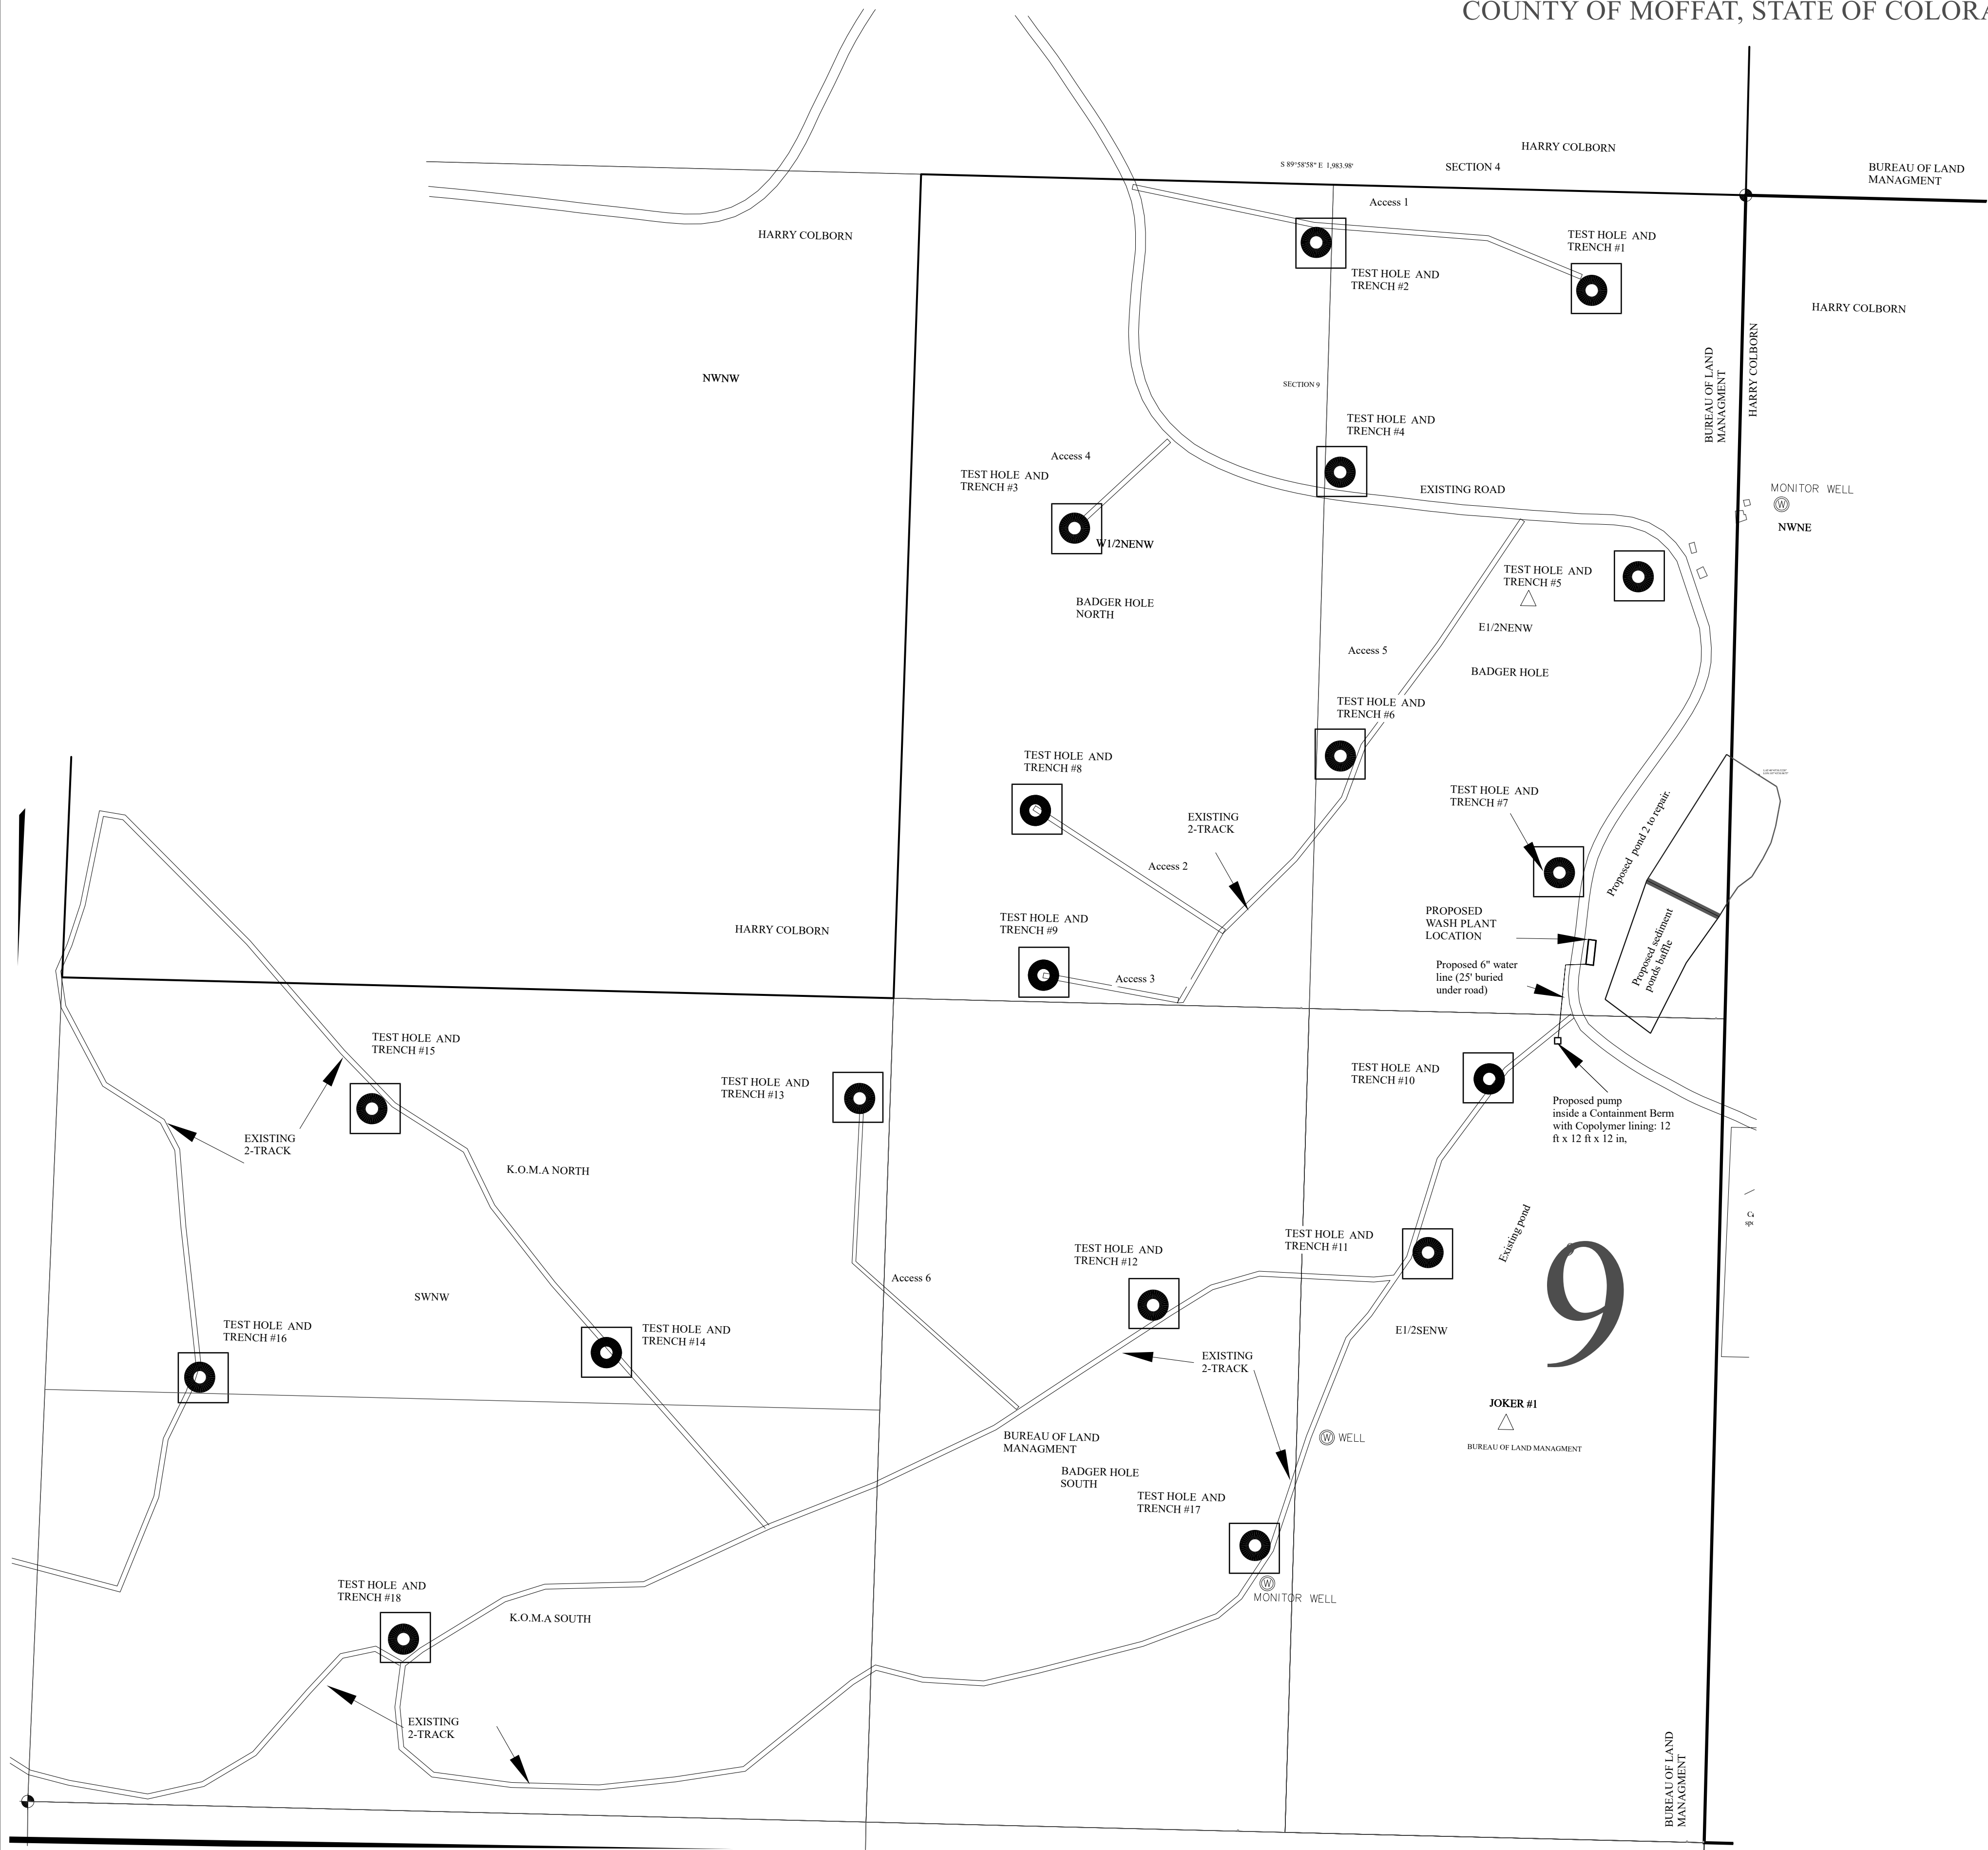 COUNTY OF MOFFAT, STATE OF COLORA
HARRY COLBORN
S 89°58'58" E 1,983.98'
SECTION 4
BUREAU OF LAND
MANAGMENT
Access 1
HARRY COLBORN
TEST HOLE AND
TRENCH #1
TEST HOLE AND
TRENCH #2
HARRY COLBORN
BUREAU OF LAND
MANAGMENT
HARRY COLBORN
NWNW
SECTION 9
TEST HOLE AND
TRENCH #4
Access 4
TEST HOLE AND
TRENCH #3
EXISTING ROAD
MONITOR WELL
W
NWNE
W1/2NENW
TEST HOLE AND
TRENCH #5
BADGER HOLE
NORTH
E1/2NENW
Access 5
BADGER HOLE
TEST HOLE AND
TRENCH #6
TEST HOLE AND
TRENCH #8
TEST HOLE AND
TRENCH #7
Proposed pond 2 to repair.
EXISTING
2-TRACK
Access 2
PROPOSED
WASH PLANT
LOCATION
Proposed sediment
ponds baffle
TEST HOLE AND
TRENCH #9
HARRY COLBORN
Proposed 6" water
line (25' buried
under road)
Access 3
TEST HOLE AND
TRENCH #15
TEST HOLE AND
TRENCH #13
TEST HOLE AND
TRENCH #10
Proposed pump
inside a Containment Berm
with Copolymer lining: 12
ft x 12 ft x 12 in,
EXISTING
2-TRACK
K.O.M.A NORTH
TEST HOLE AND
TRENCH #11
Existing pond
TEST HOLE AND
TRENCH #12
9
Access 6
SWNW
TEST HOLE AND
TRENCH #16
TEST HOLE AND
TRENCH #14
E1/2SENW
EXISTING
2-TRACK
JOKER #1
BUREAU OF LAND MANAGMENT
BUREAU OF LAND
MANAGMENT
W WELL
BADGER HOLE
SOUTH
TEST HOLE AND
TRENCH #17
W
MONITOR WELL
TEST HOLE AND
TRENCH #18
K.O.M.A SOUTH
EXISTING
2-TRACK
BUREAU OF LAND
MANAGMENT